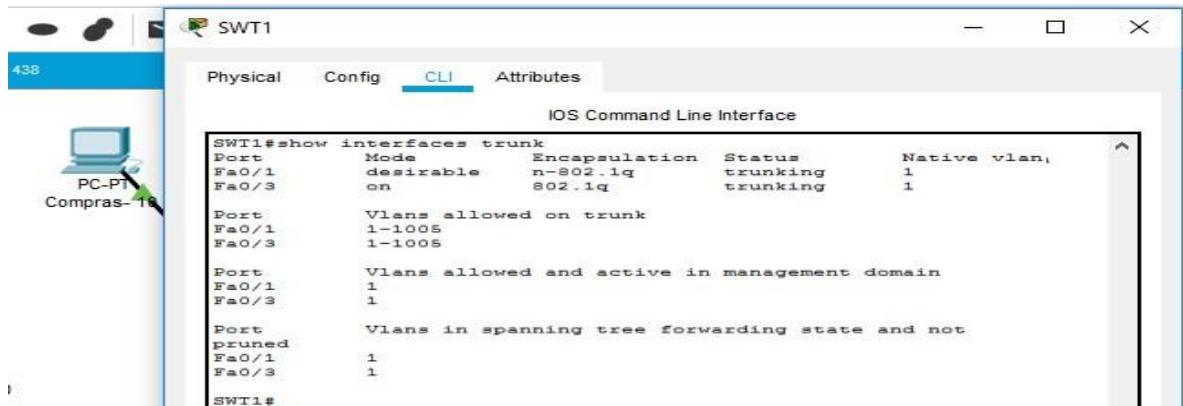 SWT1
438
Physical Config CLI Attributes
IOS Command Line Interface
PC-PT
Compras- 10
SWT1#show interfaces trunk
Port Mode Encapsulation Status Native vlan
Fa0/1 desirable n-802.1q trunking 1
Fa0/3 on 802.1q trunking 1
Port Vlans allowed on trunk
Fa0/1 1-1005
Fa0/3 1-1005
Port Vlans allowed and active in management domain
Fa0/1 1
Fa0/3 1
Port Vlans in spanning tree forwarding state and not
pruned
Fa0/1 1
Fa0/3 1
SWT1#